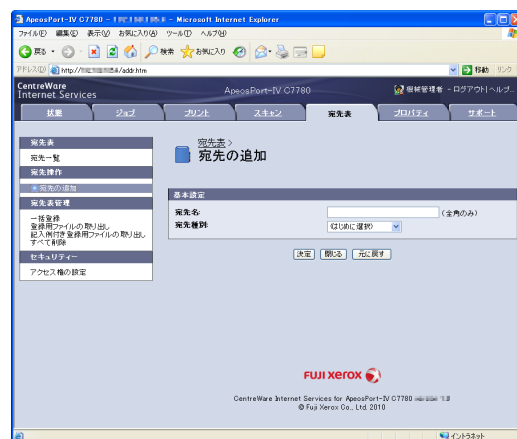 ApeosPort-IV C7780 - Microsoft Internet Explorer
ファイル(F) 編集(E) 表示(V) お気に入り(A) ツール(T) ヘルプ(H)
戻る 検索 お気に入り
アドレス(D) http:// /addr.htm 移動 リンク
CentreWare
Internet Services
ApeosPort-IV C7780
機械管理者 - ログアウト|ヘルプ
状態 ジョブ プリント スキャン 宛先表 プロパティ サポート
宛先表
宛先一覧
宛先操作
宛先の追加
宛先表管理
一括登録
登録用ファイルの取り出し
記入例付き登録用ファイルの取り出し
すべて削除
セキュリティー
アクセス権の設定
宛先表 >
宛先の追加
基本設定
宛先名: (全角のみ)
宛先種別: (はじめに選択)
決定 閉じる 元に戻す
FUJI XEROX
CentreWare Internet Services for ApeosPort-IV C7780
© Fuji Xerox Co., Ltd. 2010
イントラネット